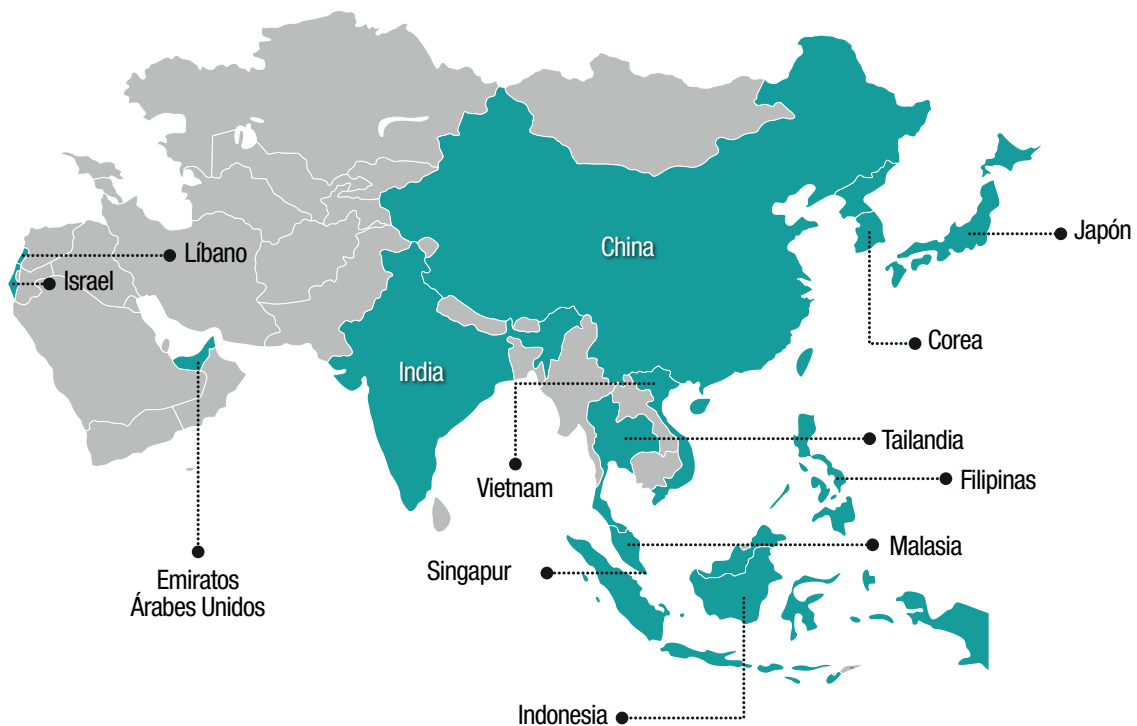 Japón
China
Líbano
Israel
Corea
India
Tailandia
Filipinas
Vietnam
Malasia
Singapur
Emiratos
Árabes Unidos
Indonesia